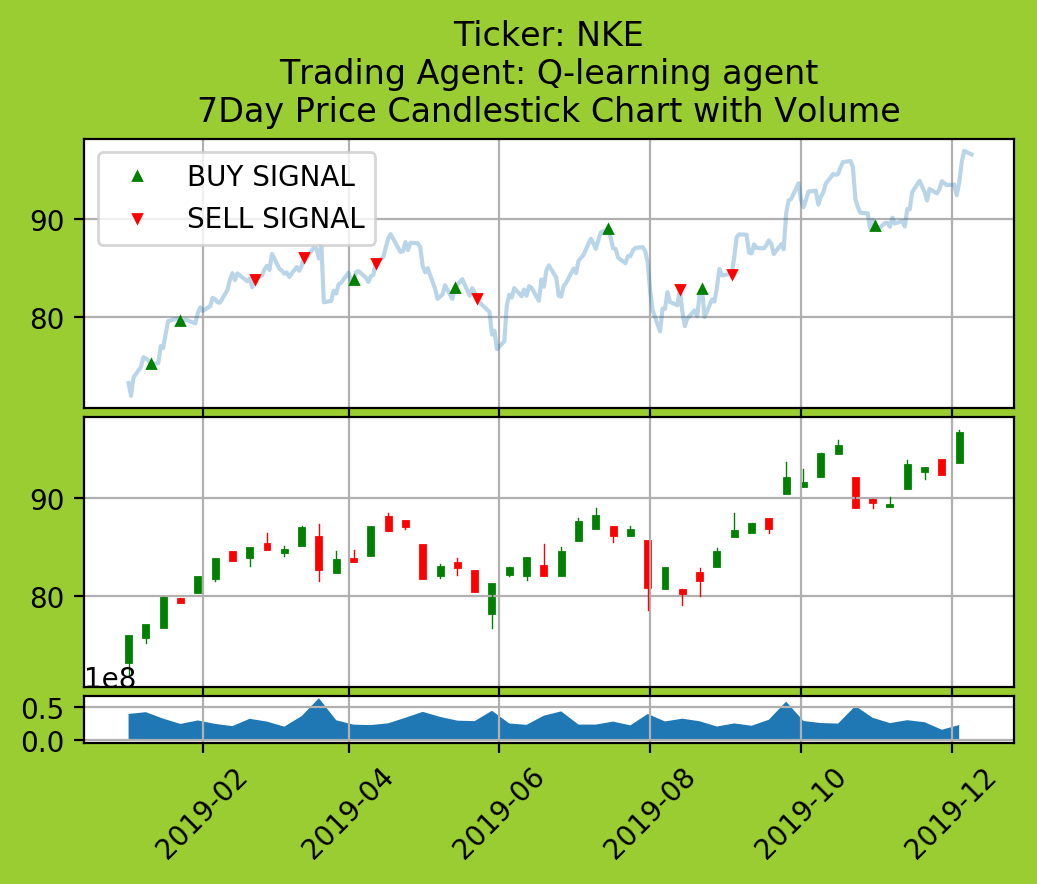 Ticker: NKE
Trading Agent: Q-learning agent
7Day Price Candlestick Chart with Volume
BUY SIGNAL
SELL SIGNAL
90
80
90
80
1e8
0.5
0.0
2019-02
2019-04
2019-06
2019-08
2019-10
2019-12